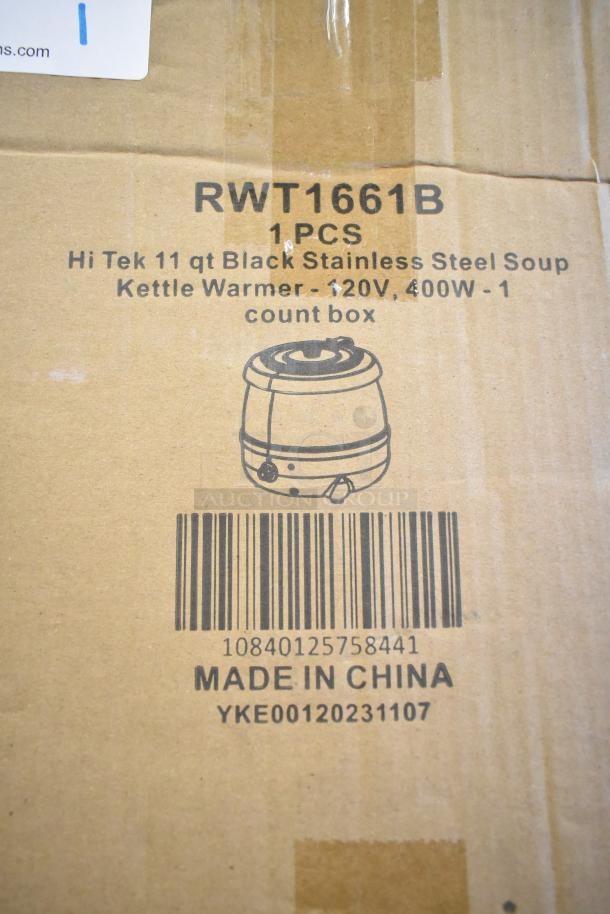 ns.com
1
RWT1661B
1 PCS
Hi Tek 11 qt Black Stainless Steel Soup
Kettle Warmer - 120V, 400W - 1
count box
AUCTION GROUP
10840125758441
MADE IN CHINA
YKE00120231107